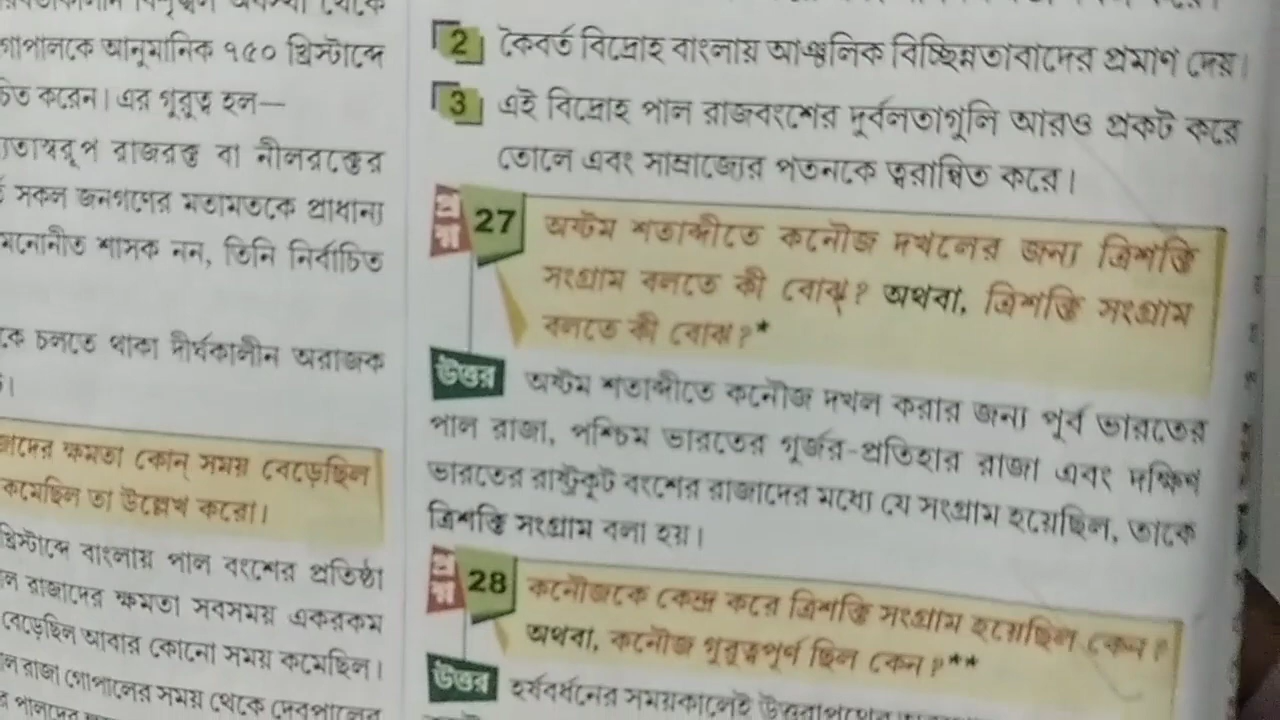 থেকে
গোপালকে আনুমানিক ৭৫০ খ্রিস্টাব্দে
করেন। এর গুরুত্ব হল—
রাজরক্ত বা নীলরক্তের
সকল জনগণের মতামতকে প্রাধান্য
মনোনীত শাসক নন, তিনি নির্বাচিত
চলতে থাকা দীর্ঘকালীন অরাজক
ক্ষমতা কোন্ সময় বেড়েছিল
কমেছিল তা উল্লেখ করো।
খ্রিস্টাব্দে বাংলায় পাল বংশের প্রতিষ্ঠা
রাজাদের ক্ষমতা সবসময় একরকম
বেড়েছিল আবার কোনো সময় কমেছিল।
রাজা গোপালের সময় থেকে দেবপালের
2 কৈবর্ত বিদ্রোহ বাংলায় আঞ্চলিক বিচ্ছিন্নতাবাদের প্রমাণ দেয়।
3 এই বিদ্রোহ পাল রাজবংশের দুর্বলতাগুলি আরও প্রকট করে
তোলে এবং সাম্রাজ্যের পতনকে ত্বরান্বিত করে।
প্রশ্ন 27 অষ্টম শতাব্দীতে কনৌজ দখলের জন্য ত্রিশক্তি
সংগ্রাম বলতে কী বোঝ? অথবা, ত্রিশক্তি সংগ্রাম
বলতে কী বোঝ?*
উত্তর অষ্টম শতাব্দীতে কনৌজ দখল করার জন্য পূর্ব ভারতের
পাল রাজা, পশ্চিম ভারতের গুর্জর-প্রতিহার রাজা এবং দক্ষিণ
ভারতের রাষ্ট্রকূট বংশের রাজাদের মধ্যে যে সংগ্রাম হয়েছিল, তাকে
ত্রিশক্তি সংগ্রাম বলা হয়।
প্রশ্ন 28 কনৌজকে কেন্দ্র করে ত্রিশক্তি সংগ্রাম হয়েছিল কেন?
অথবা, কনৌজ গুরুত্বপূর্ণ ছিল কেন?**
উত্তর হর্ষবর্ধনের সময়কালেই